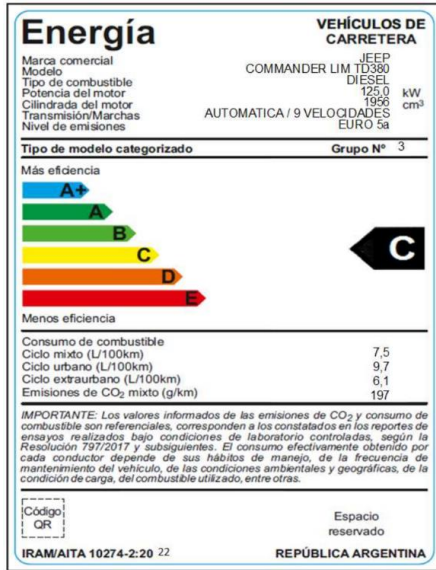 Energía
VEHÍCULOS DE
CARRETERA
Marca comercial JEEP
Modelo COMMANDER LIM TD380
Tipo de combustible DIESEL
Potencia del motor 125,0 kW
Cilindrada del motor 1956 cm³
Transmisión/Marchas AUTOMATICA / 9 VELOCIDADES
Nivel de emisiones EURO 5a
Tipo de modelo categorizado Grupo Nº 3
Más eficiencia
A+
A
B
C
C
D
E
Menos eficiencia
Consumo de combustible
Ciclo mixto (L/100km) 7,5
Ciclo urbano (L/100km) 9,7
Ciclo extraurbano (L/100km) 6,1
Emisiones de CO₂ mixto (g/km) 197
IMPORTANTE: Los valores informados de las emisiones de CO₂ y consumo de
combustible son referenciales, corresponden a los constatados en los reportes de
ensayos realizados bajo condiciones de laboratorio controladas, según la
Resolución 797/2017 y subsiguientes. El consumo efectivamente obtenido por
cada conductor depende de sus hábitos de manejo, de la frecuencia de
mantenimiento del vehículo, de las condiciones ambientales y geográficas, de la
condición de carga, del combustible utilizado, entre otras.
Código
QR
Espacio
reservado
IRAM/AITA 10274-2:20 22 REPÚBLICA ARGENTINA